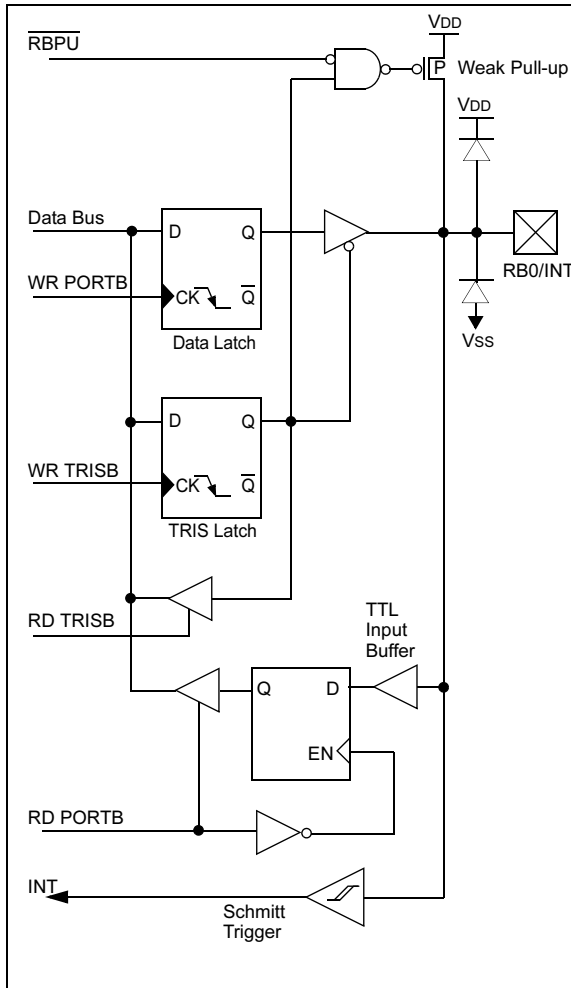 VDD
RBPU
P
Weak Pull-up
VDD
Data Bus
D
Q
WR PORTB
CK
Q
RB0/INT
VSS
Data Latch
D
Q
WR TRISB
CK
Q
TRIS Latch
RD TRISB
TTL
Input
Buffer
Q
D
EN
RD PORTB
INT
Schmitt
Trigger